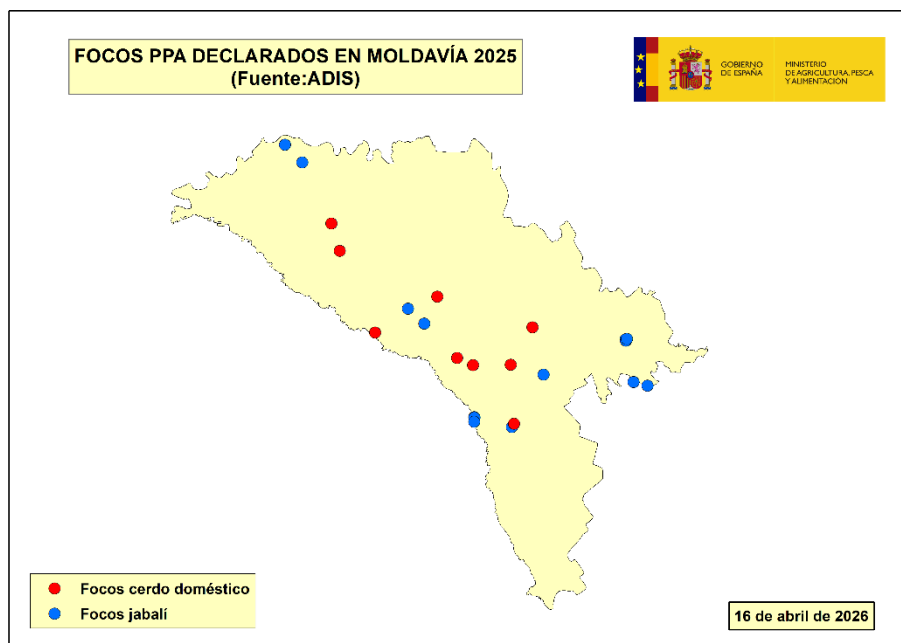 FOCOS PPA DECLARADOS EN MOLDAVÍA 2025
(Fuente:ADIS)
GOBIERNO
DE ESPAÑA
MINISTERIO
DE AGRICULTURA, PESCA
Y ALIMENTACIÓN
Focos cerdo doméstico
Focos jabalí
16 de abril de 2026